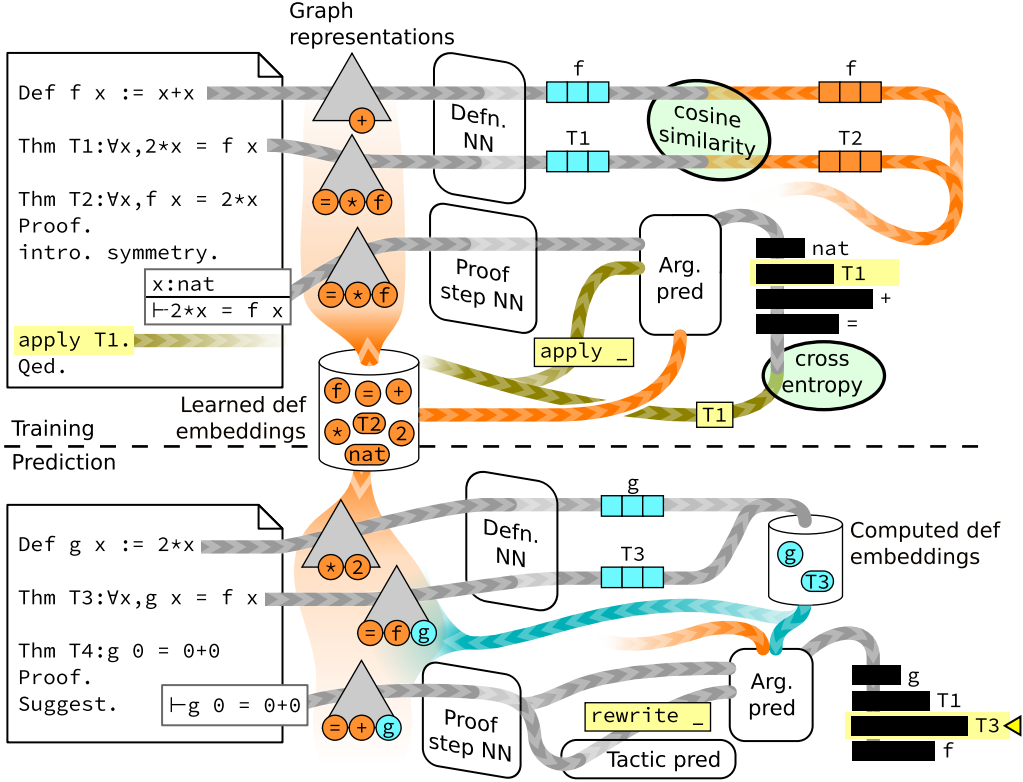 Graph
representations
Def f x := x+x
Thm T1:∀x,2*x = f x
Thm T2:∀x,f x = 2*x
Proof.
intro. symmetry.
x:nat
⊢2*x = f x
apply T1.
Qed.
+
= * f
= * f
Defn.
NN
f
T1
cosine
similarity
f
T2
Proof
step NN
Arg.
pred
apply _
nat
T1
+
=
cross
entropy
T1
Learned def
embeddings
f = +
* T2 2
nat
Training
Prediction
Def g x := 2*x
Thm T3:∀x,g x = f x
Thm T4:g 0 = 0+0
Proof.
Suggest.
⊢g 0 = 0+0
* 2
= f g
= + g
Defn.
NN
g
T3
g
T3
Computed def
embeddings
Proof
step NN
rewrite _
Tactic pred
Arg.
pred
g
T1
T3
f